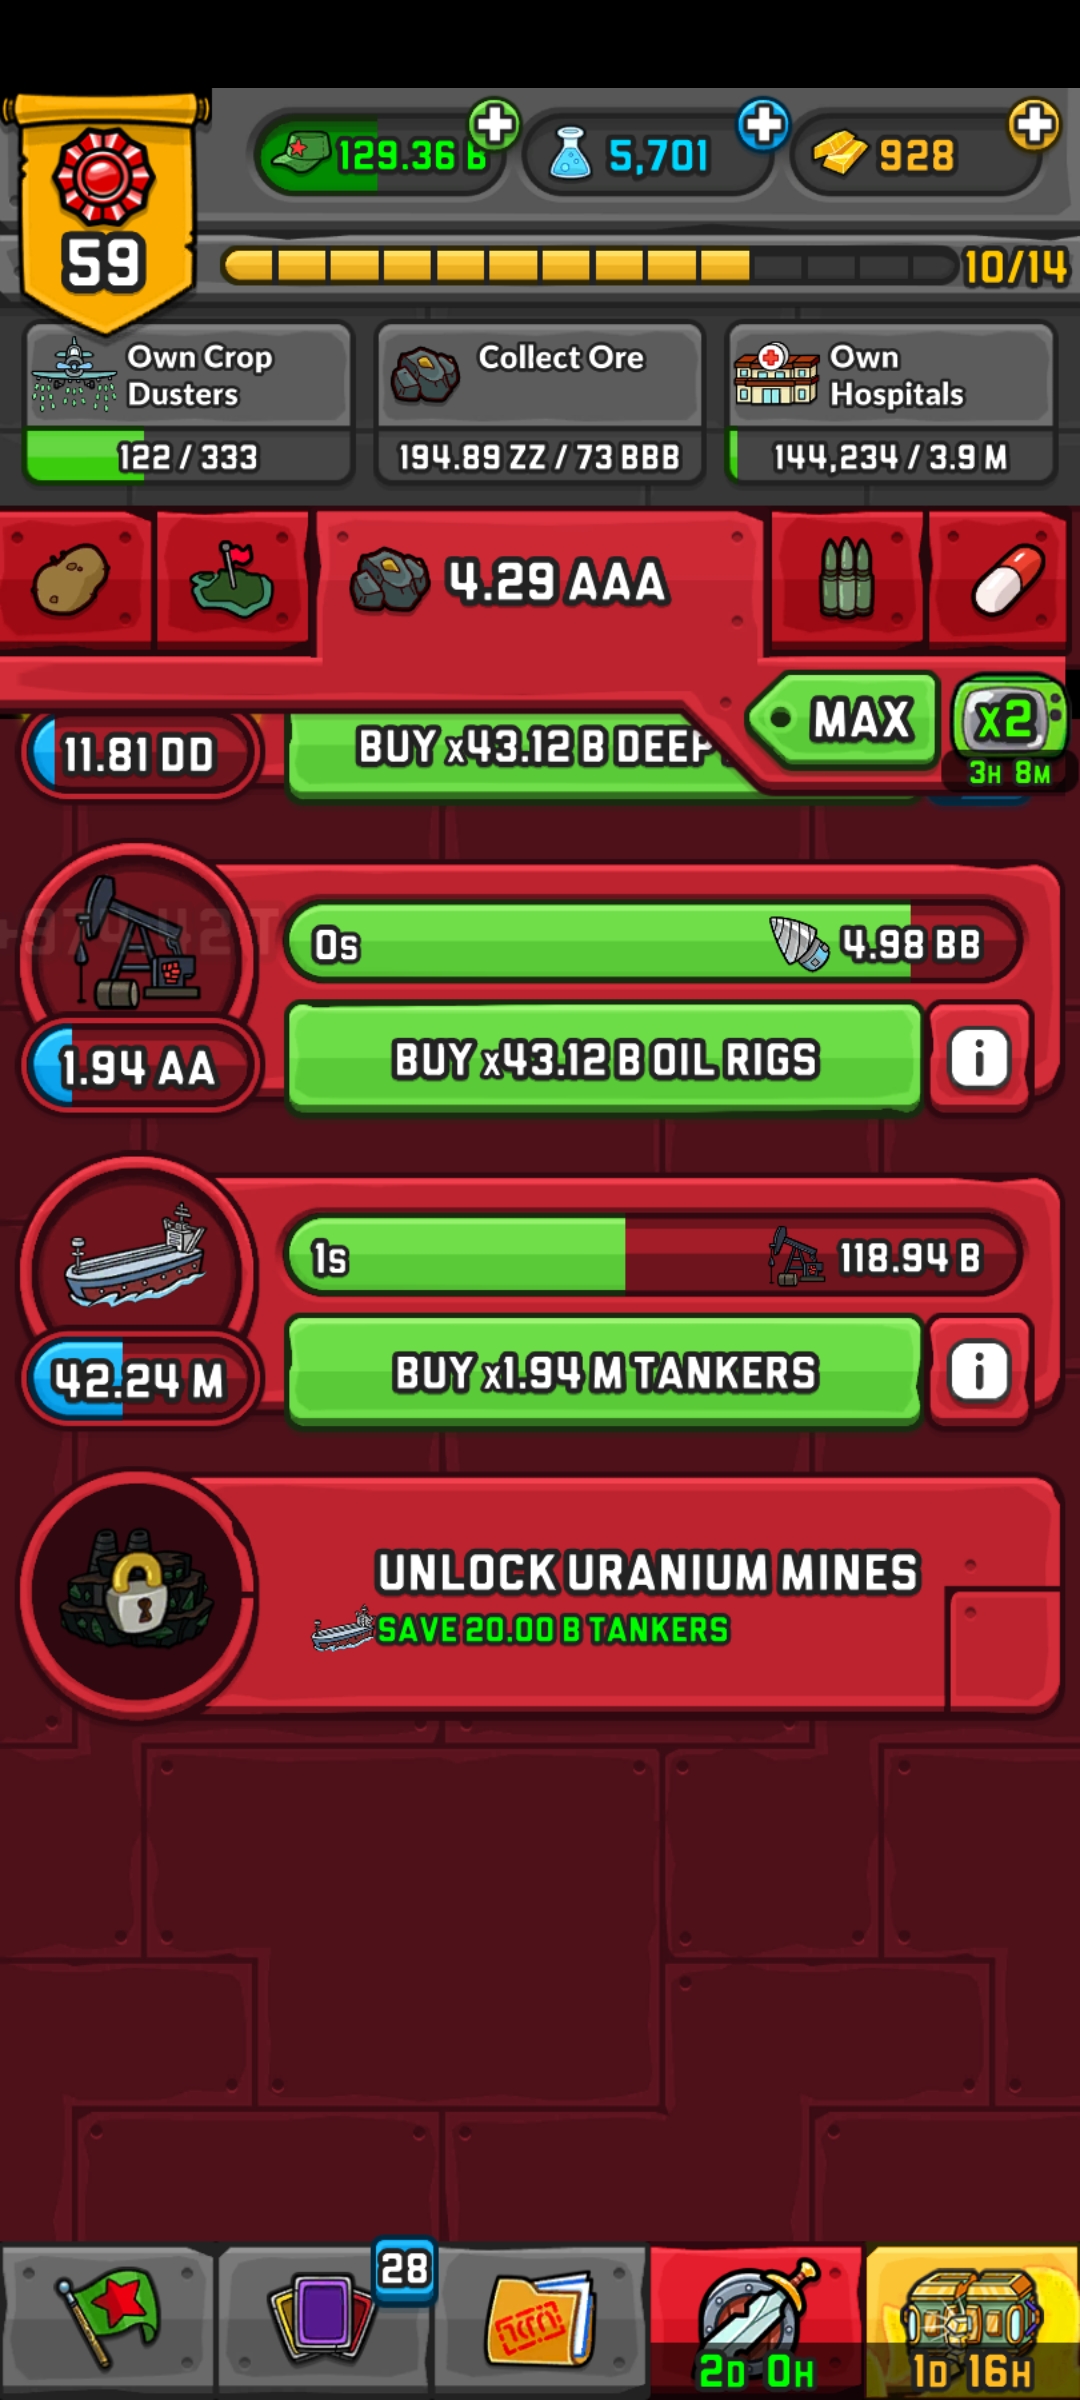 129.36 B
5,701
928
59
10/14
Own Crop
Dusters
122 / 333
Collect Ore
194.89 ZZ / 73 BBB
Own
Hospitals
144,234 / 3.9 M
4.29 AAA
MAX
x2
3H 8M
11.81 DD
BUY x43.12 B DEEP
0s
4.98 BB
1.94 AA
BUY x43.12 B OIL RIGS
i
1s
118.94 B
42.24 M
BUY x1.94 M TANKERS
i
UNLOCK URANIUM MINES
SAVE 20.00 B TANKERS
28
2D 0H
1D 16H